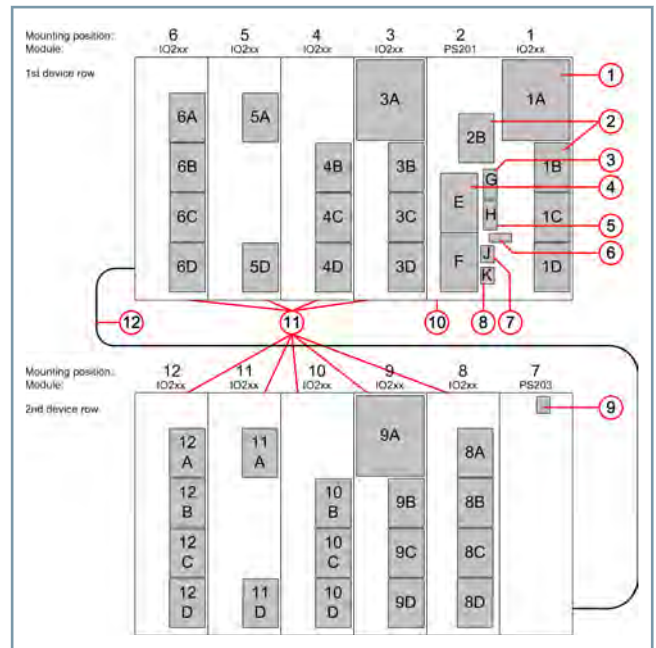 Mounting position: 6 5 4 3 2 1
Module: IO2xx IO2xx IO2xx IO2xx PS201 IO2xx
1st device row
3A 1A 1
6A 5A 2B 2
6B 4B 3B G 1B 3
E 4
6C 4C 3C H 1C 5
6
6D 5D 4D 3D F J K 1D
12 11 10 8 7
Mounting position: 12 11 10 9 8 7
Module: IO2xx IO2xx IO2xx IO2xx IO2xx PS203
2nd device row
9A 9
12 A 11 A 8A
12 B 10 B 9B 8B
12 C 10 C 9C 8C
12 D 11 D 10 D 9D 8D